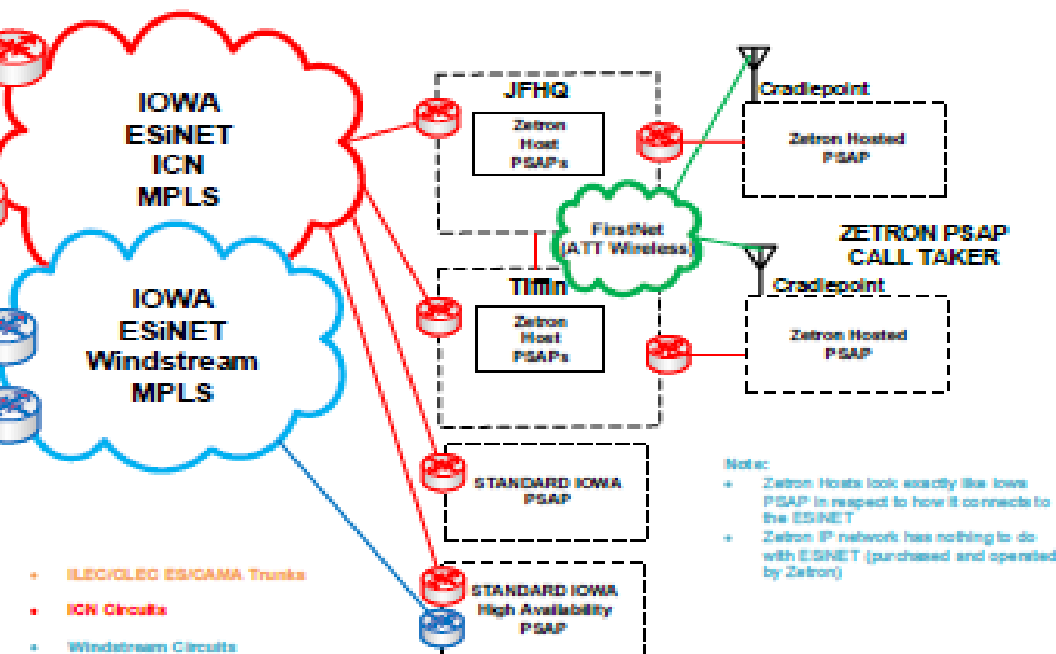 IOWA
ESiNET
ICN
MPLS
IOWA
ESiNET
Windstream
MPLS
JFHQ
Zetron
Host
PSAPs
Cradlepoint
Zetron Hosted
PSAP
FirstNet
(ATT Wireless)
ZETRON PSAP
CALL TAKER
Tiffin
Zetron
Host
PSAPs
Cradlepoint
Zetron Hosted
PSAP
STANDARD IOWA
PSAP
STANDARD IOWA
High Availability
PSAP
Note:
• Zetron Hosts look exactly like Iowa
PSAP in respect to how it connects to
the ESiNET
• Zetron IP network has nothing to do
with ESiNET (purchased and operated
by Zetron)
• ILEC/CLEC ES/CAMA Trunks
• ICN Circuits
• Windstream Circuits